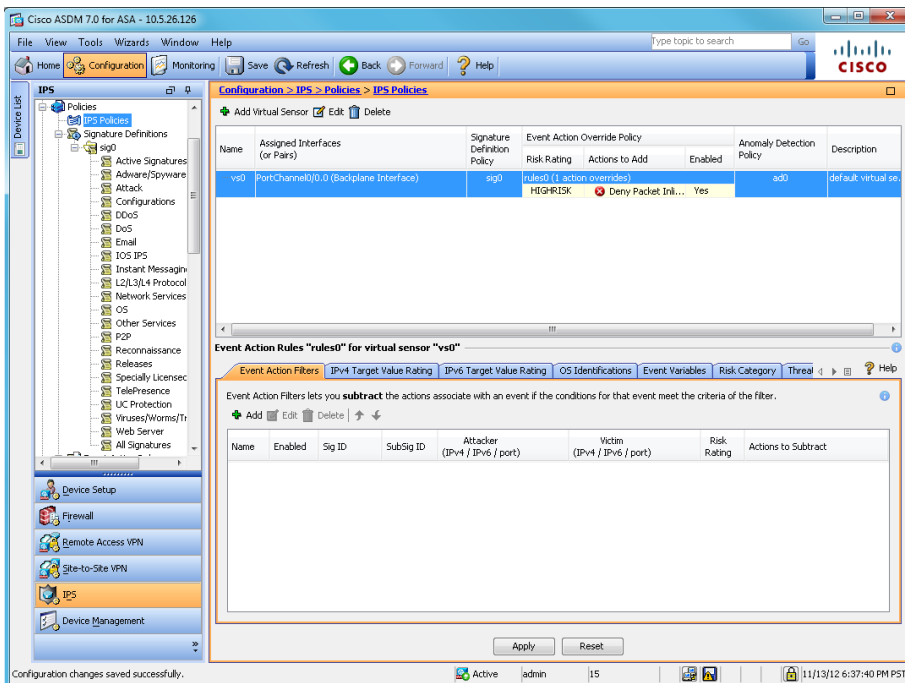 Cisco ASDM 7.0 for ASA - 10.5.26.126
File View Tools Wizards Window Help
Type topic to search
Go
Home Configuration Monitoring Save Refresh Back Forward Help
CISCO
Device List
IPS
Policies
IPS Policies
Signature Definitions
sig0
Active Signatures
Adware/Spyware
Attack
Configurations
DDoS
DoS
Email
IOS IPS
Instant Messagin
L2/L3/L4 Protocol
Network Services
OS
Other Services
P2P
Reconnaissance
Releases
Specially Licensec
TelePresence
UC Protection
Viruses/Worms/Tr
Web Server
All Signatures
Device Setup
Firewall
Remote Access VPN
Site-to-Site VPN
IPS
Device Management
Configuration > IPS > Policies > IPS Policies
Add Virtual Sensor Edit Delete
Name
Assigned Interfaces
(or Pairs)
Signature
Definition
Policy
Event Action Override Policy
Risk Rating Actions to Add Enabled
Anomaly Detection
Policy
Description
vs0 PortChannel0/0.0 (Backplane Interface) sig0 rules0 (1 action overrides) ad0 default virtual se...
HIGHRISK Deny Packet Inli... Yes
Event Action Rules "rules0" for virtual sensor "vs0"
Event Action Filters IPv4 Target Value Rating IPv6 Target Value Rating OS Identifications Event Variables Risk Category Threat Help
Event Action Filters lets you subtract the actions associate with an event if the conditions for that event meet the criteria of the filter.
Add Edit Delete
Name Enabled Sig ID SubSig ID
Attacker
(IPv4 / IPv6 / port)
Victim
(IPv4 / IPv6 / port)
Risk
Rating
Actions to Subtract
Apply Reset
Configuration changes saved successfully. Active admin 15 11/13/12 6:37:40 PM PST